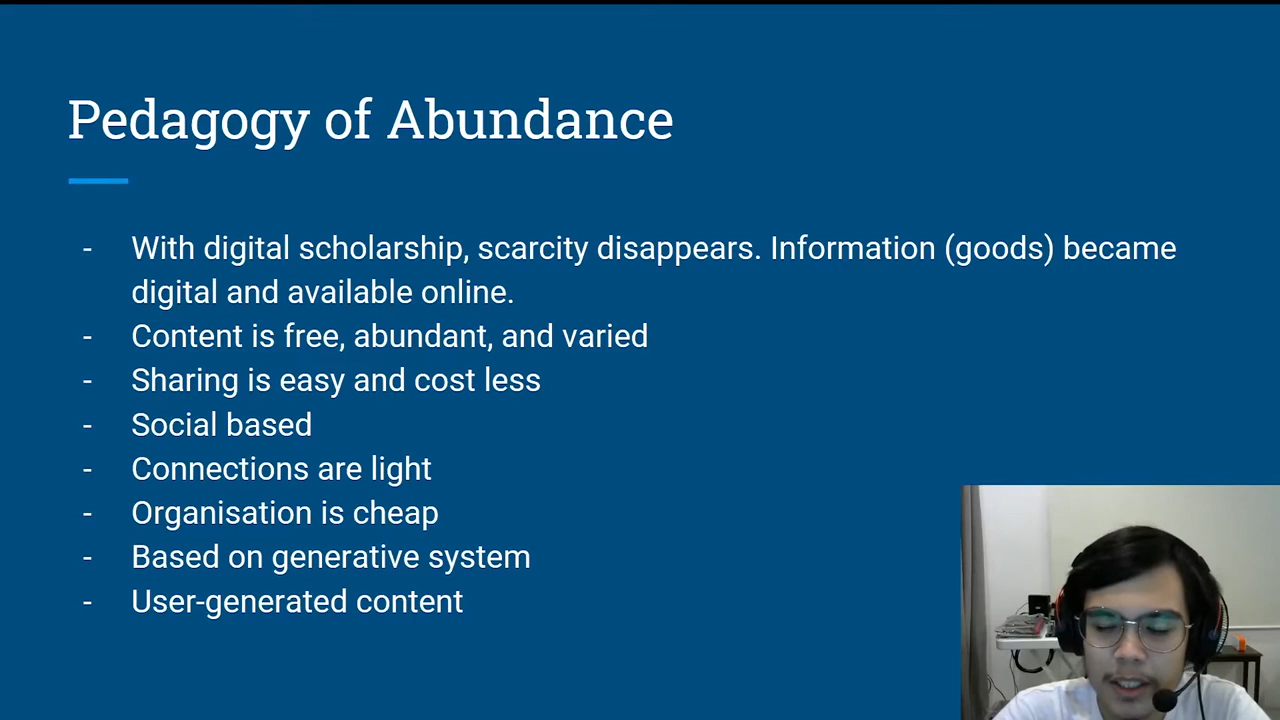 Pedagogy of Abundance
- With digital scholarship, scarcity disappears. Information (goods) became
digital and available online.
- Content is free, abundant, and varied
- Sharing is easy and cost less
- Social based
- Connections are light
- Organisation is cheap
- Based on generative system
- User-generated content